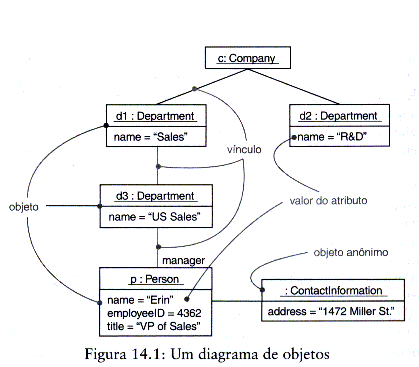 c: Company
d1 : Department
name = “Sales”
d2 : Department
name = “R&D”
vínculo
d3 : Department
name = “US Sales”
objeto
valor do atributo
manager
objeto anônimo
p : Person
name = “Erin”
employeeID = 4362
title = “VP of Sales”
: ContactInformation
address = “1472 Miller St.”
Figura 14.1: Um diagrama de objetos